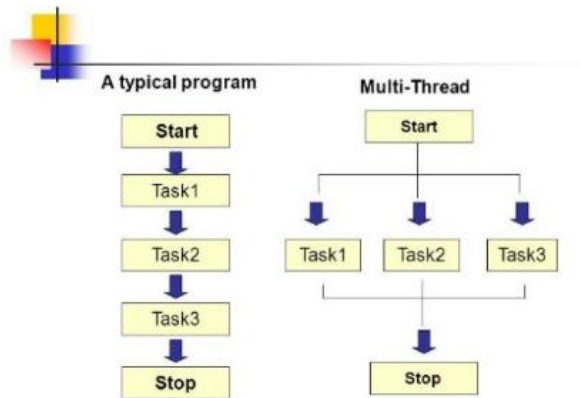 A typical program
Start
Task1
Task2
Task3
Stop
Multi-Thread
Start
Task1 Task2 Task3
Stop